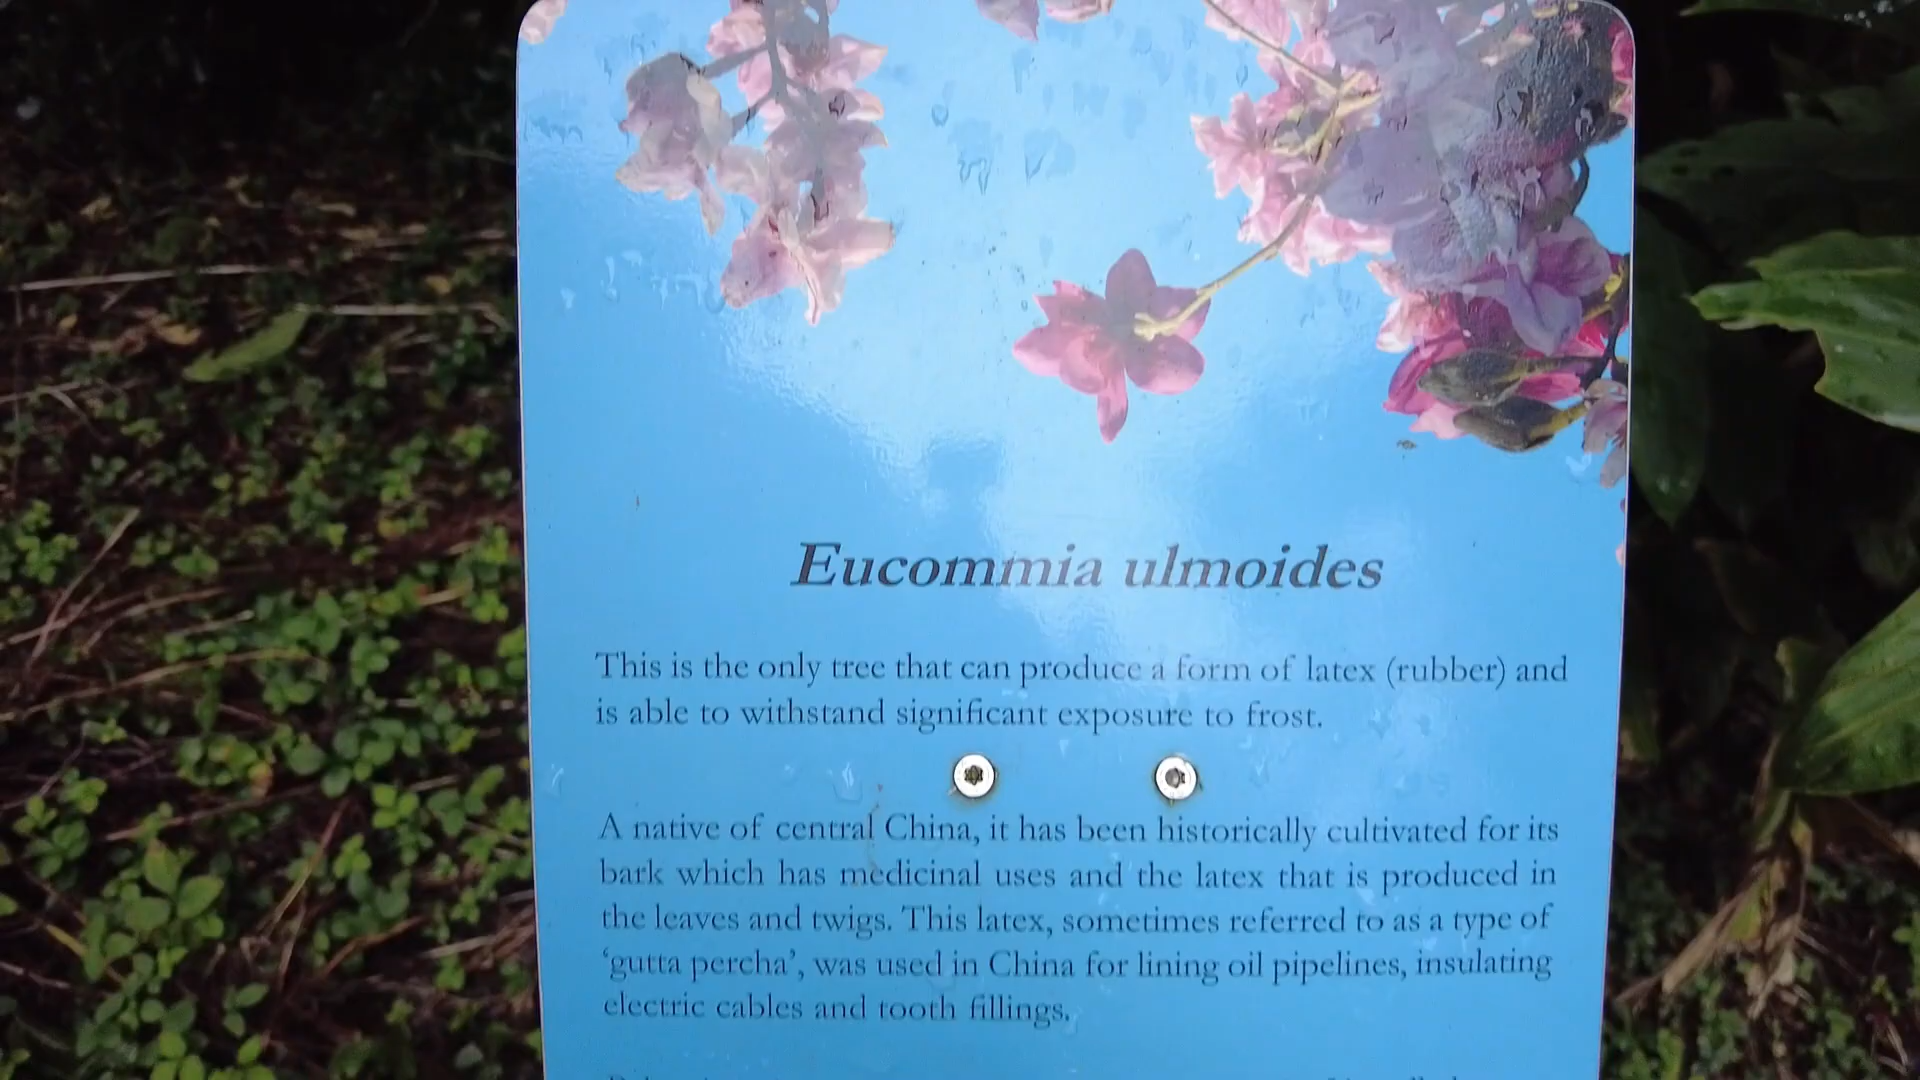 Eucommia ulmoides
This is the only tree that can produce a form of latex (rubber) and
is able to withstand significant exposure to frost.
A native of central China, it has been historically cultivated for its
bark which has medicinal uses and the latex that is produced in
the leaves and twigs. This latex, sometimes referred to as a type of
‘gutta percha’, was used in China for lining oil pipelines, insulating
electric cables and tooth fillings.